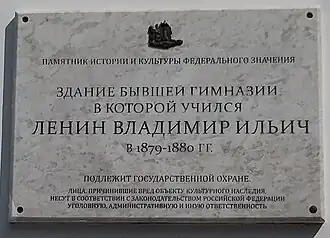 ПАМЯТНИК ИСТОРИИ И КУЛЬТУРЫ ФЕДЕРАЛЬНОГО ЗНАЧЕНИЯ
ЗДАНИЕ БЫВШЕЙ ГИМНАЗИИ
В КОТОРОЙ УЧИЛСЯ
ЛЕНИН ВЛАДИМИР ИЛЬИЧ
В 1879-1880 ГГ.
ПОДЛЕЖИТ ГОСУДАРСТВЕННОЙ ОХРАНЕ
ЛИЦА, ПРИЧИНИВШИЕ ВРЕД ОБЪЕКТУ КУЛЬТУРНОГО НАСЛЕДИЯ,
НЕСУТ В СООТВЕТСТВИИ С ЗАКОНОДАТЕЛЬСТВОМ РОССИЙСКОЙ ФЕДЕРАЦИИ
УГОЛОВНУЮ, АДМИНИСТРАТИВНУЮ И ИНУЮ ОТВЕТСТВЕННОСТЬ